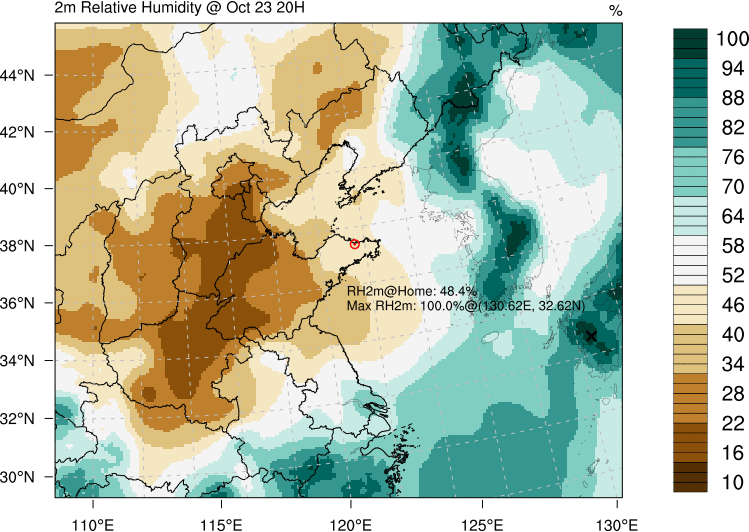 2m Relative Humidity @ Oct 23 20H
%
44°N
42°N
40°N
38°N
36°N
34°N
32°N
30°N
RH2m@Home: 48.4%
Max RH2m: 100.0%@(130.62E, 32.62N)
110°E
115°E
120°E
125°E
130°E
100
94
88
82
76
70
64
58
52
46
40
34
28
22
16
10